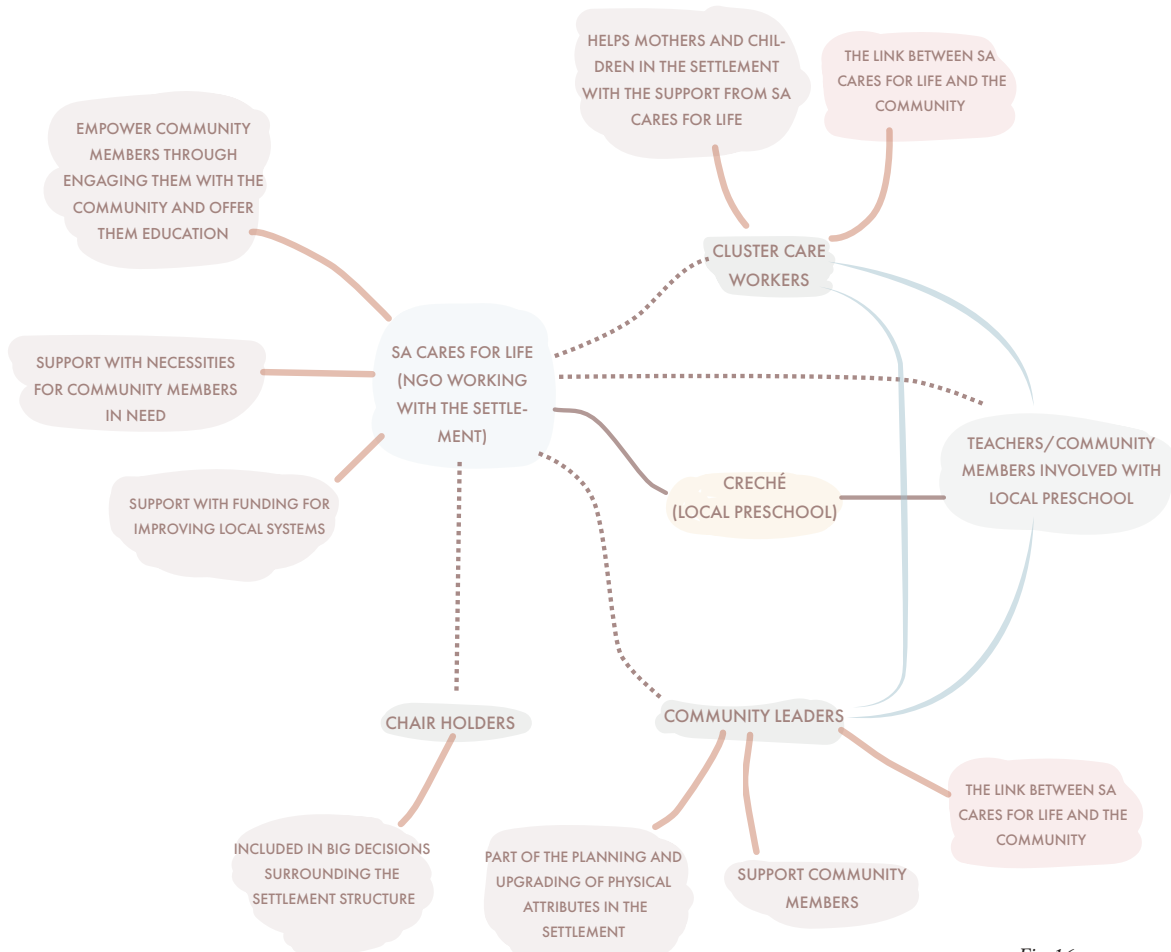 HELPS MOTHERS AND CHIL-
DREN IN THE SETTLEMENT
WITH THE SUPPORT FROM SA
CARES FOR LIFE
THE LINK BETWEEN SA
CARES FOR LIFE AND THE
COMMUNITY
EMPOWER COMMUNITY
MEMBERS THROUGH
ENGAGING THEM WITH THE
COMMUNITY AND OFFER
THEM EDUCATION
CLUSTER CARE
WORKERS
SUPPORT WITH NECESSITIES
FOR COMMUNITY MEMBERS
IN NEED
SA CARES FOR LIFE
(NGO WORKING
WITH THE SETTLE-
MENT)
TEACHERS/COMMUNITY
MEMBERS INVOLVED WITH
LOCAL PRESCHOOL
CRECHÉ
(LOCAL PRESCHOOL)
SUPPORT WITH FUNDING FOR
IMPROVING LOCAL SYSTEMS
CHAIR HOLDERS
COMMUNITY LEADERS
THE LINK BETWEEN SA
CARES FOR LIFE AND THE
COMMUNITY
INCLUDED IN BIG DECISIONS
SURROUNDING THE
SETTLEMENT STRUCTURE
PART OF THE PLANNING AND
UPGRADING OF PHYSICAL
ATTRIBUTES IN THE
SETTLEMENT
SUPPORT COMMUNITY
MEMBERS